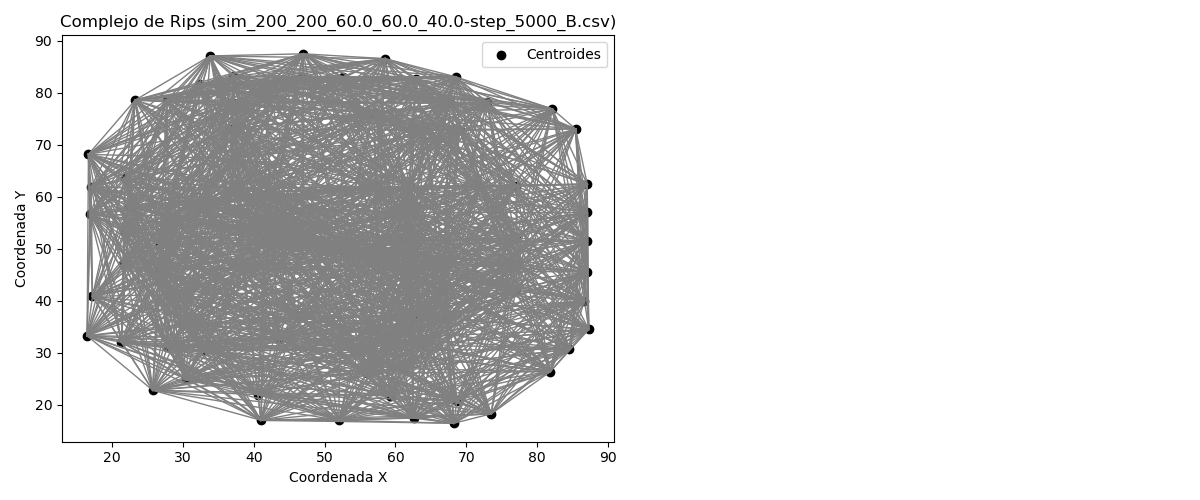 Complejo de Rips (sim_200_200_60.0_60.0_40.0-step_5000_B.csv)
Centroides
Coordenada Y
90
80
70
60
50
40
30
20
20 30 40 50 60 70 80 90
Coordenada X